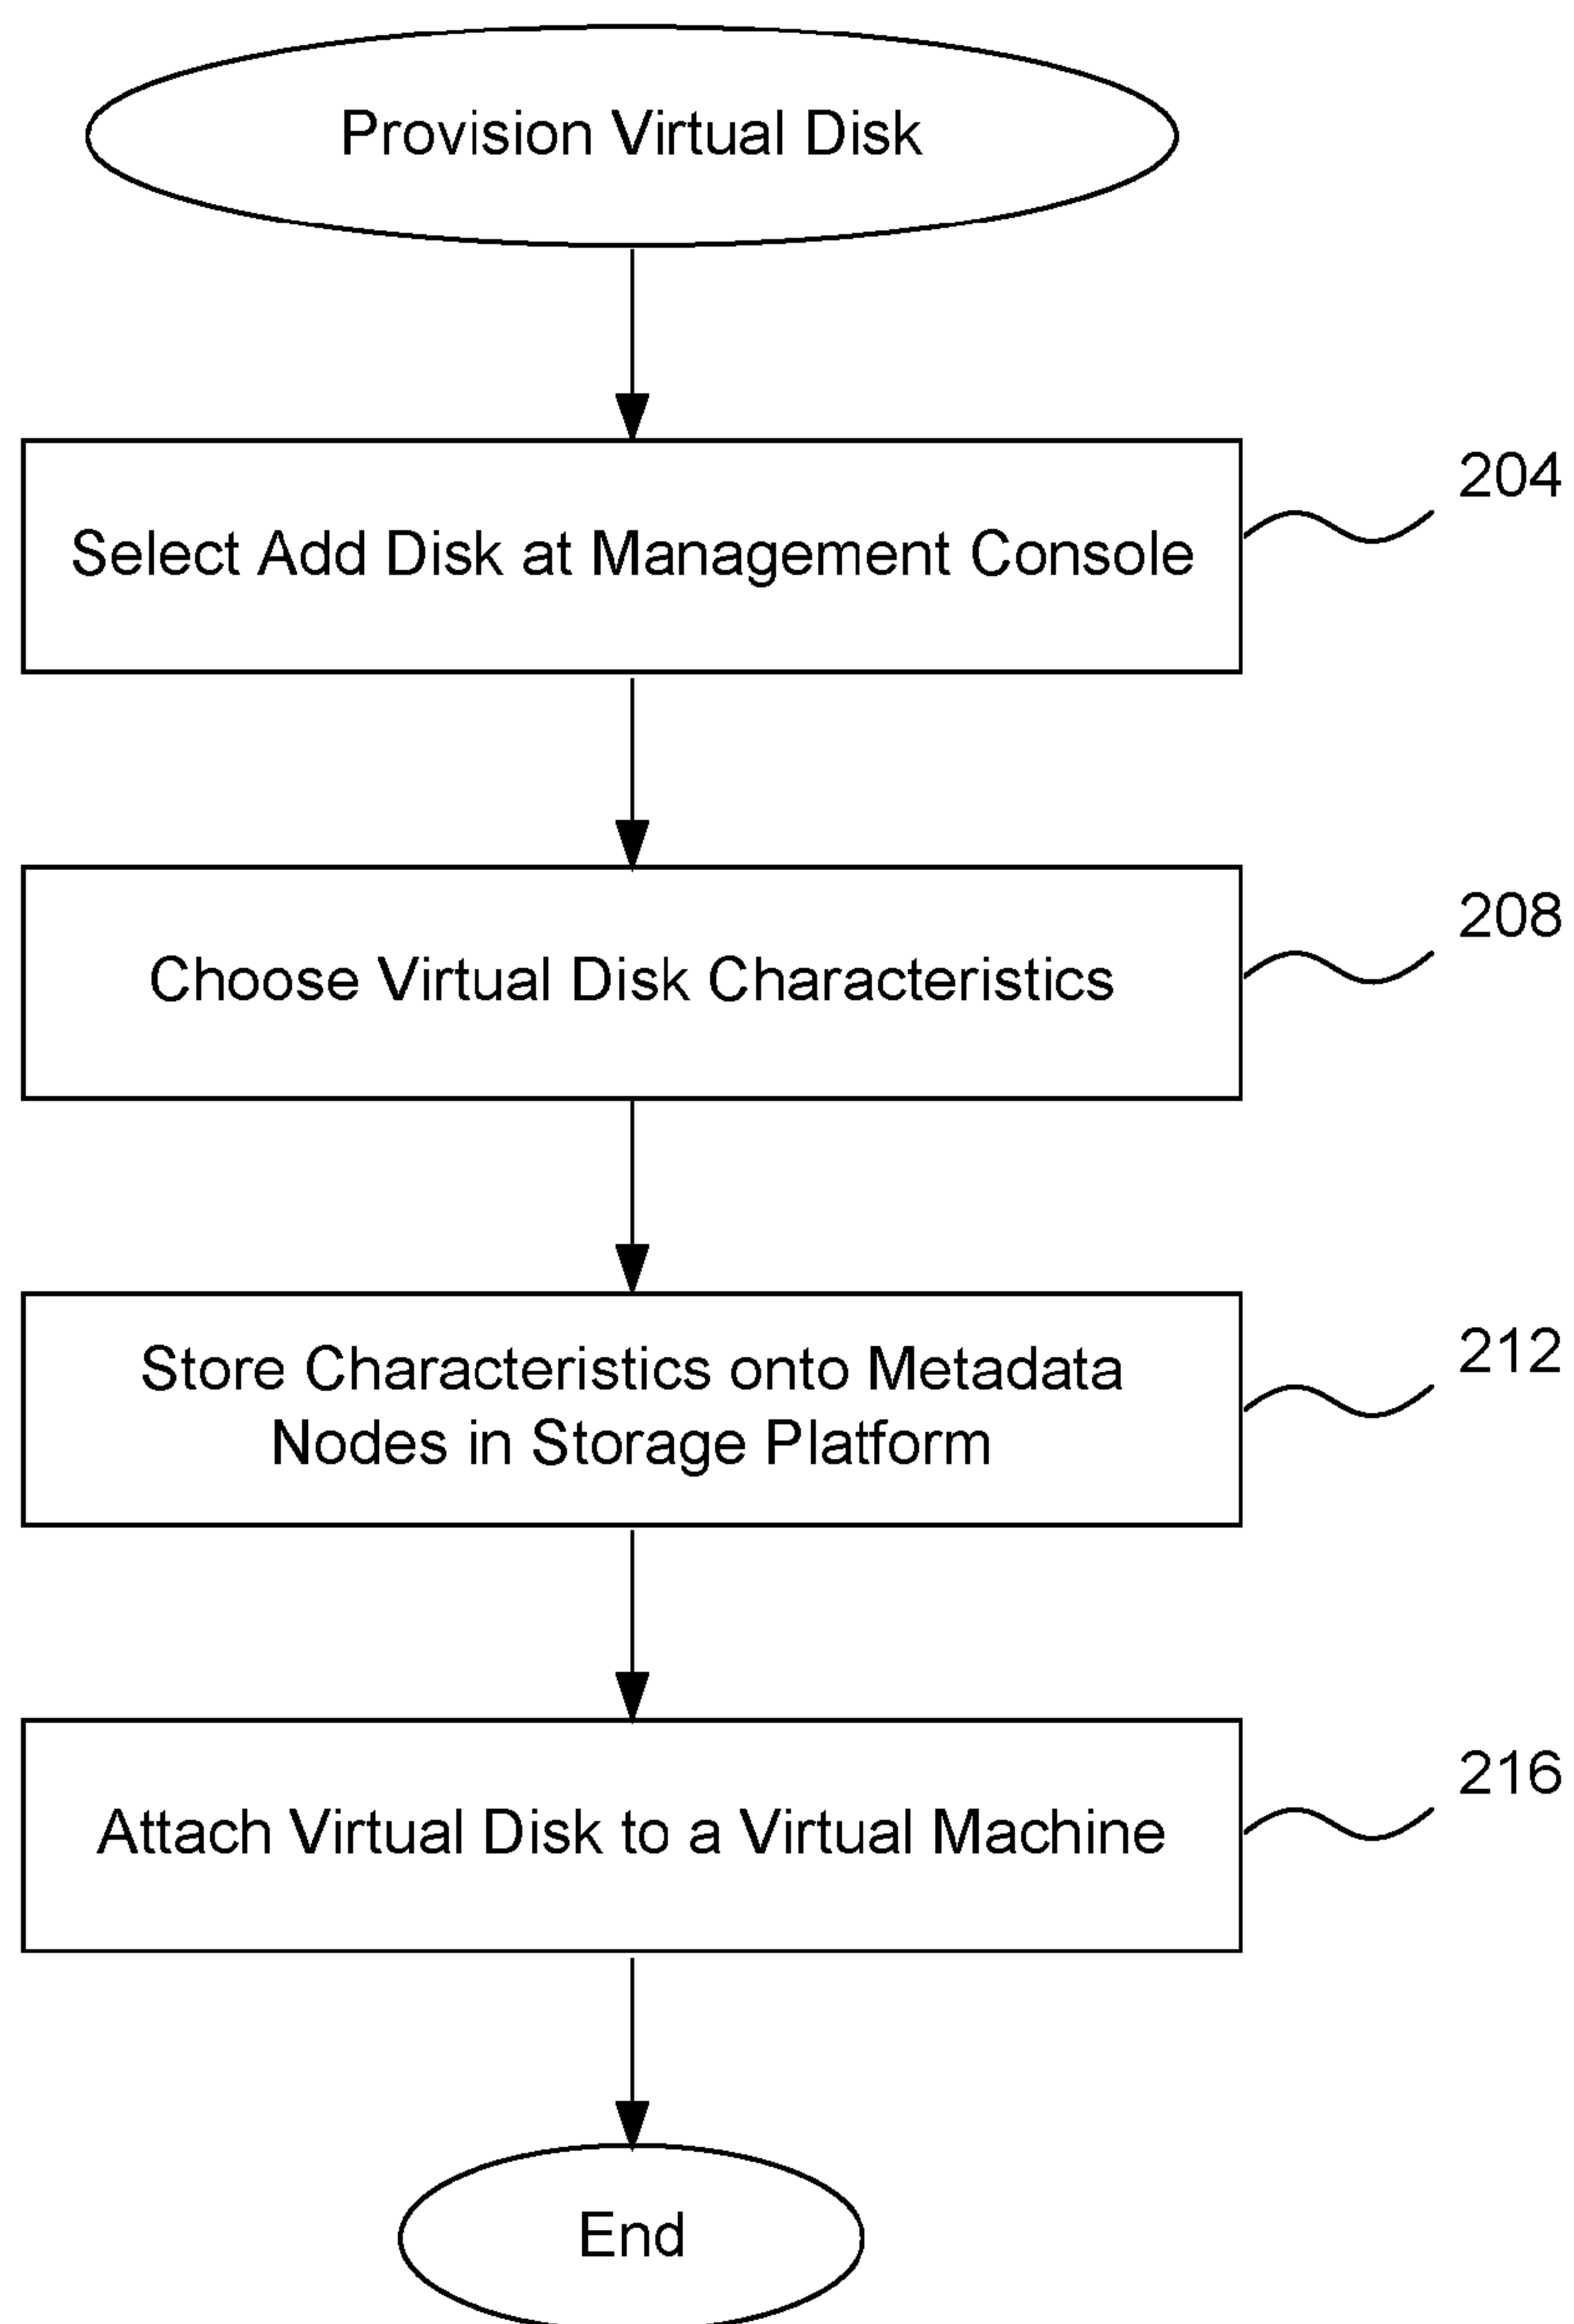 Provision Virtual Disk
204
Select Add Disk at Management Console
208
Choose Virtual Disk Characteristics
212
Store Characteristics onto Metadata
Nodes in Storage Platform
216
Attach Virtual Disk to a Virtual Machine
End